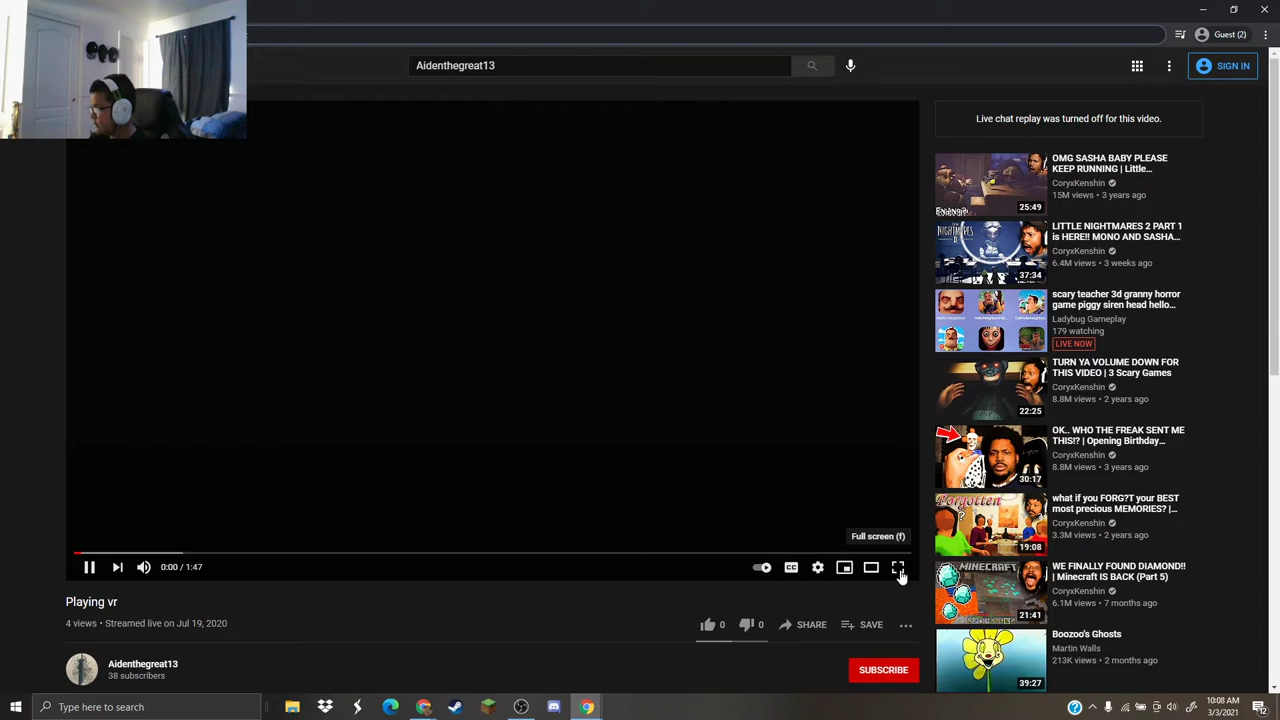 Guest (2)
Aidenthegreat13
SIGN IN
Live chat replay was turned off for this video.
OMG SASHA BABY PLEASE
KEEP RUNNING | Little...
CoryxKenshin
15M views • 3 years ago
25:49
LITTLE NIGHTMARES 2 PART 1
is HERE!! MONO AND SASHA...
CoryxKenshin
6.4M views • 3 weeks ago
NIGHTMARES
II
37:34
scary teacher 3d granny horror
game piggy siren head hello...
Ladybug Gameplay
179 watching
LIVE NOW
TURN YA VOLUME DOWN FOR
THIS VIDEO | 3 Scary Games
CoryxKenshin
8.8M views • 2 years ago
22:25
OK.. WHO THE FREAK SENT ME
THIS!? | Opening Birthday...
CoryxKenshin
8.8M views • 3 years ago
30:17
Forgotten
?
what if you FORG?T your BEST
most precious MEMORIES? |...
CoryxKenshin
3.3M views • 2 years ago
19:08
MINECRAFT
WE FINALLY FOUND DIAMOND!!
| Minecraft IS BACK (Part 5)
CoryxKenshin
6.1M views • 7 months ago
21:41
Boozoo's Ghosts
Martin Walls
213K views • 2 months ago
39:27
Full screen (f)
0:00 / 1:47
CC
Playing vr
4 views • Streamed live on Jul 19, 2020
0
0
SHARE
SAVE
Aidenthegreat13
38 subscribers
SUBSCRIBE
Type here to search
10:08 AM
3/3/2021
12